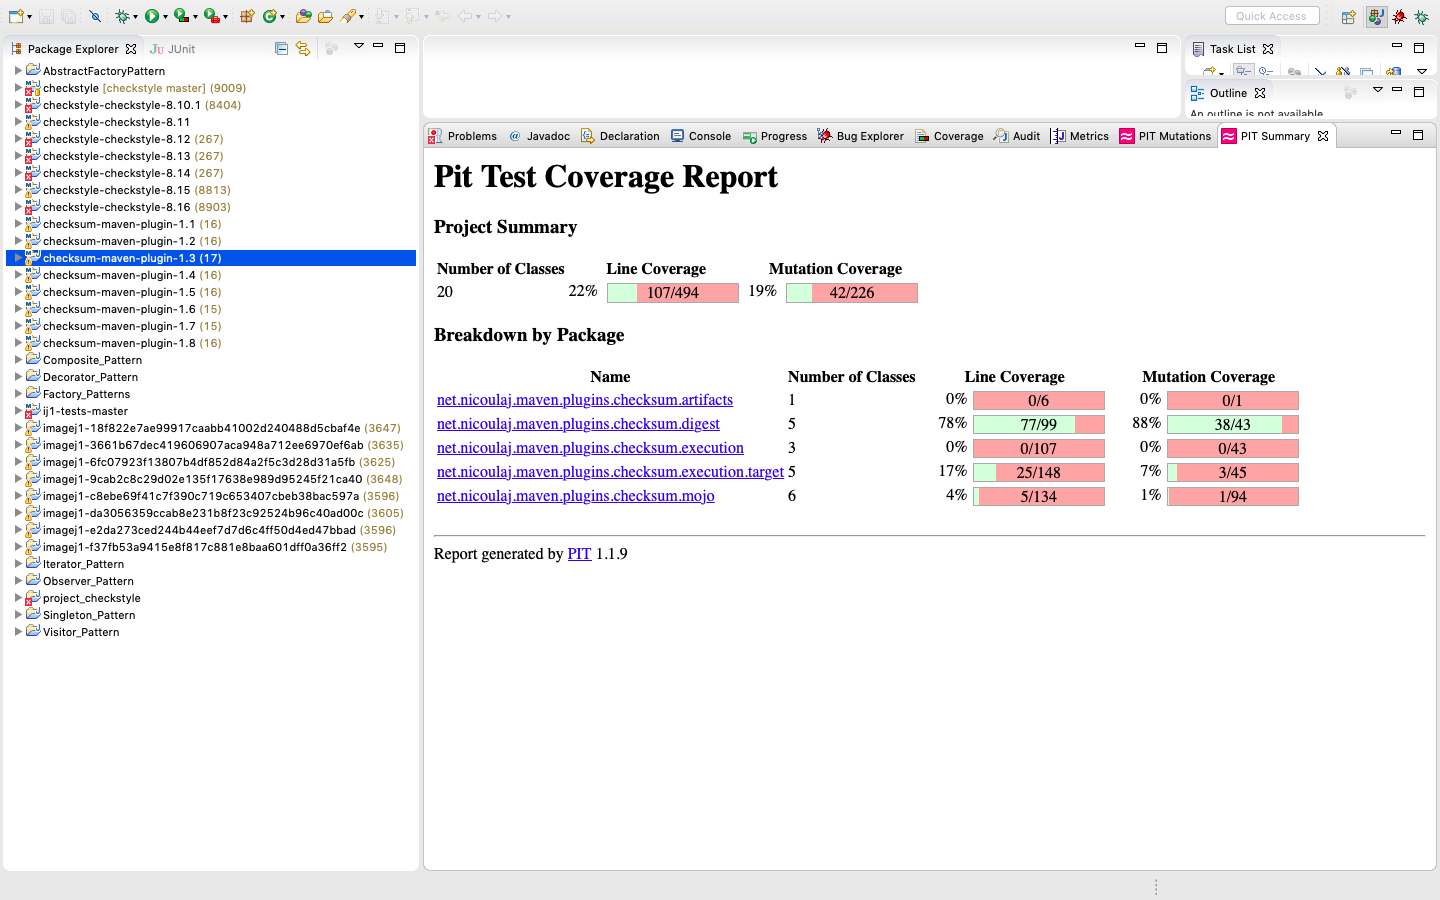 Quick Access
Package Explorer
JUnit
AbstractFactoryPattern
checkstyle [checkstyle master] (9009)
checkstyle-checkstyle-8.10.1 (8404)
checkstyle-checkstyle-8.11
checkstyle-checkstyle-8.12 (267)
checkstyle-checkstyle-8.13 (267)
checkstyle-checkstyle-8.14 (267)
checkstyle-checkstyle-8.15 (8813)
checkstyle-checkstyle-8.16 (8903)
checksum-maven-plugin-1.1 (16)
checksum-maven-plugin-1.2 (16)
checksum-maven-plugin-1.3 (17)
checksum-maven-plugin-1.4 (16)
checksum-maven-plugin-1.5 (16)
checksum-maven-plugin-1.6 (15)
checksum-maven-plugin-1.7 (15)
checksum-maven-plugin-1.8 (16)
Composite_Pattern
Decorator_Pattern
Factory_Patterns
ij1-tests-master
imagej1-18f822e7ae99917caabb41002d240488d5cbaf4e (3647)
imagej1-3661b67dec419606907aca948a712ee6970ef6ab (3635)
imagej1-6fc07923f13807b4df852d84a2f5c3d28d31a5fb (3625)
imagej1-9cab2c8c29d02e135f17638e989d95245f21ca40 (3648)
imagej1-c8ebe69f41c7f390c719c653407cbeb38bac597a (3596)
imagej1-da3056359ccab8e231b8f23c92524b96c40ad00c (3605)
imagej1-e2da273ced244b44eef7d7d6c4ff50d4ed47bbad (3596)
imagej1-f37fb53a9415e8f817c881e8baa601dff0a36ff2 (3595)
Iterator_Pattern
Observer_Pattern
project_checkstyle
Singleton_Pattern
Visitor_Pattern
Task List
Outline
An outline is not available.
Problems @ Javadoc Declaration Console Progress Bug Explorer Coverage Audit Metrics PIT Mutations PIT Summary
Pit Test Coverage Report
Project Summary
Number of Classes Line Coverage Mutation Coverage
20 22% 107/494 19% 42/226
Breakdown by Package
Name Number of Classes Line Coverage Mutation Coverage
net.nicoulaj.maven.plugins.checksum.artifacts 1 0% 0/6 0% 0/1
net.nicoulaj.maven.plugins.checksum.digest 5 78% 77/99 88% 38/43
net.nicoulaj.maven.plugins.checksum.execution 3 0% 0/107 0% 0/43
net.nicoulaj.maven.plugins.checksum.execution.target 5 17% 25/148 7% 3/45
net.nicoulaj.maven.plugins.checksum.mojo 6 4% 5/134 1% 1/94
Report generated by PIT 1.1.9